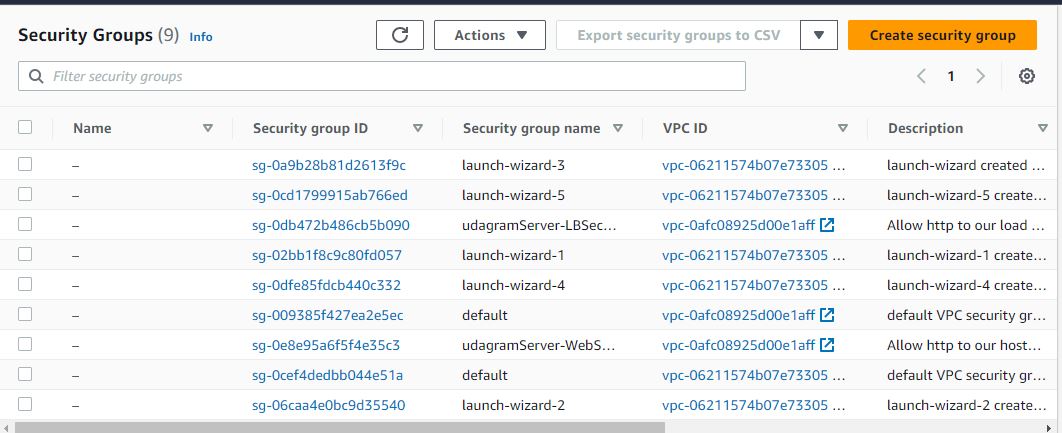 Security Groups (9) Info
Actions
Export security groups to CSV
Create security group
Filter security groups
1
Name Security group ID Security group name VPC ID Description
– sg-0a9b28b81d2613f9c launch-wizard-3 vpc-06211574b07e73305 ... launch-wizard created ...
– sg-0cd1799915ab766ed launch-wizard-5 vpc-06211574b07e73305 ... launch-wizard-5 create...
– sg-0db472b486cb5b090 udagramServer-LBSec... vpc-0afc08925d00e1aff Allow http to our load ...
– sg-02bb1f8c9c80fd057 launch-wizard-1 vpc-06211574b07e73305 ... launch-wizard-1 create...
– sg-0dfe85fdcb440c332 launch-wizard-4 vpc-06211574b07e73305 ... launch-wizard-4 create...
– sg-009385f427ea2e5ec default vpc-0afc08925d00e1aff default VPC security gr...
– sg-0e8e95a6f5f4e35c3 udagramServer-WebS... vpc-0afc08925d00e1aff Allow http to our host...
– sg-0cef4dedbb044e51a default vpc-06211574b07e73305 ... default VPC security gr...
– sg-06caa4e0bc9d35540 launch-wizard-2 vpc-06211574b07e73305 ... launch-wizard-2 create...